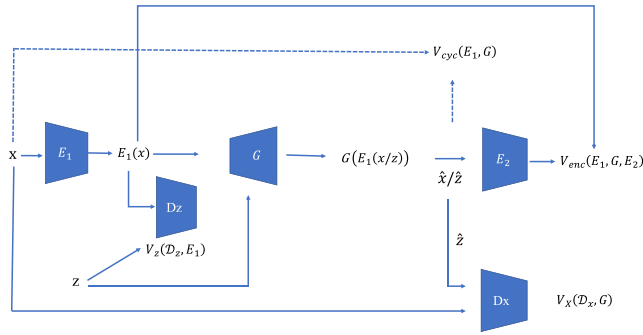 V_cyc(E_1, G)
x
E_1
E_1(x)
G
G(E_1(x/z))
E_2
V_enc(E_1, G, E_2)
x̂/ẑ
Dz
V_z(𝒟_z, E_1)
ẑ
z
Dx
V_X(𝒟_x, G)